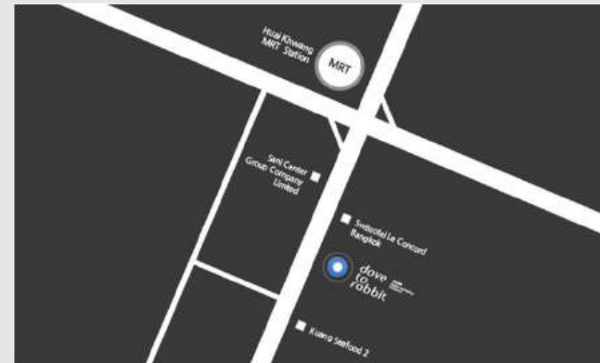 Huai Khwang
MRT Station
MRT
Sani Center
Group Company
Limited
Swissotel Le Concord
Bangkok
dove
to
rabbit
Kuang Seafood 2